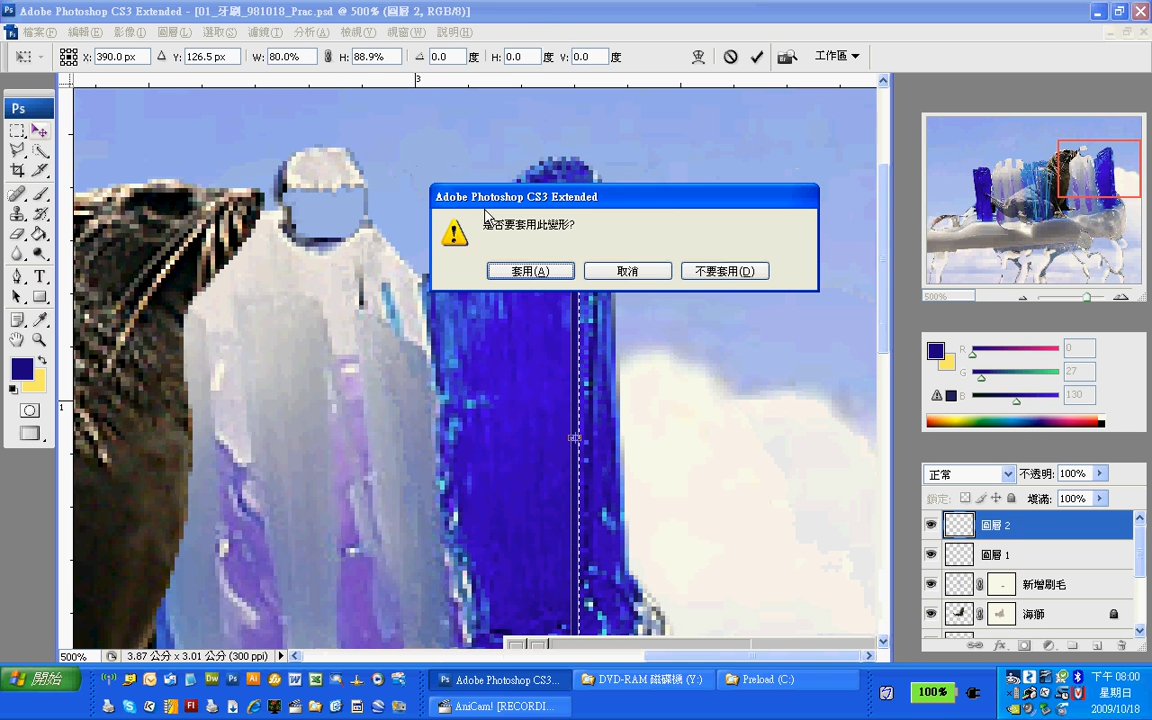 Adobe Photoshop CS3 Extended - [01_牙刷_981018_Prac.psd @ 500% (圖層 2, RGB/8)]
檔案(F) 編輯(E) 影像(I) 圖層(L) 選取(S) 濾鏡(T) 分析(A) 檢視(V) 視窗(W) 說明(H)
X: 390.0 px Y: 126.5 px W: 80.0% H: 88.9% 0.0 度 H: 0.0 度 V: 0.0 度 工作區
3
Ps
Adobe Photoshop CS3 Extended
是否要套用此變形?
套用(A) 取消 不要套用(D)
500%
R 0
G 27
B 130
1
正常 不透明: 100%
鎖定: 填滿: 100%
圖層 2
圖層 1
新增刷毛
海獅
500% 3.87 公分 x 3.01 公分 (300 ppi)
開始
Adobe Photoshop CS3... DVD-RAM 磁碟機 (Y:) Preload (C:)
AniCam! [RECORDI...
100%
下午 08:00
星期日
2009/10/18